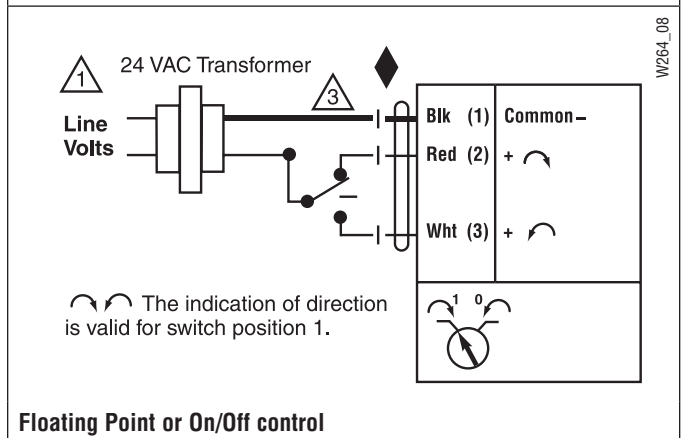 W264_08
1
24 VAC Transformer
3
Line
Volts
Blk (1) Common –
Red (2) +
Wht (3) +
The indication of direction
is valid for switch position 1.
1 0
Floating Point or On/Off control